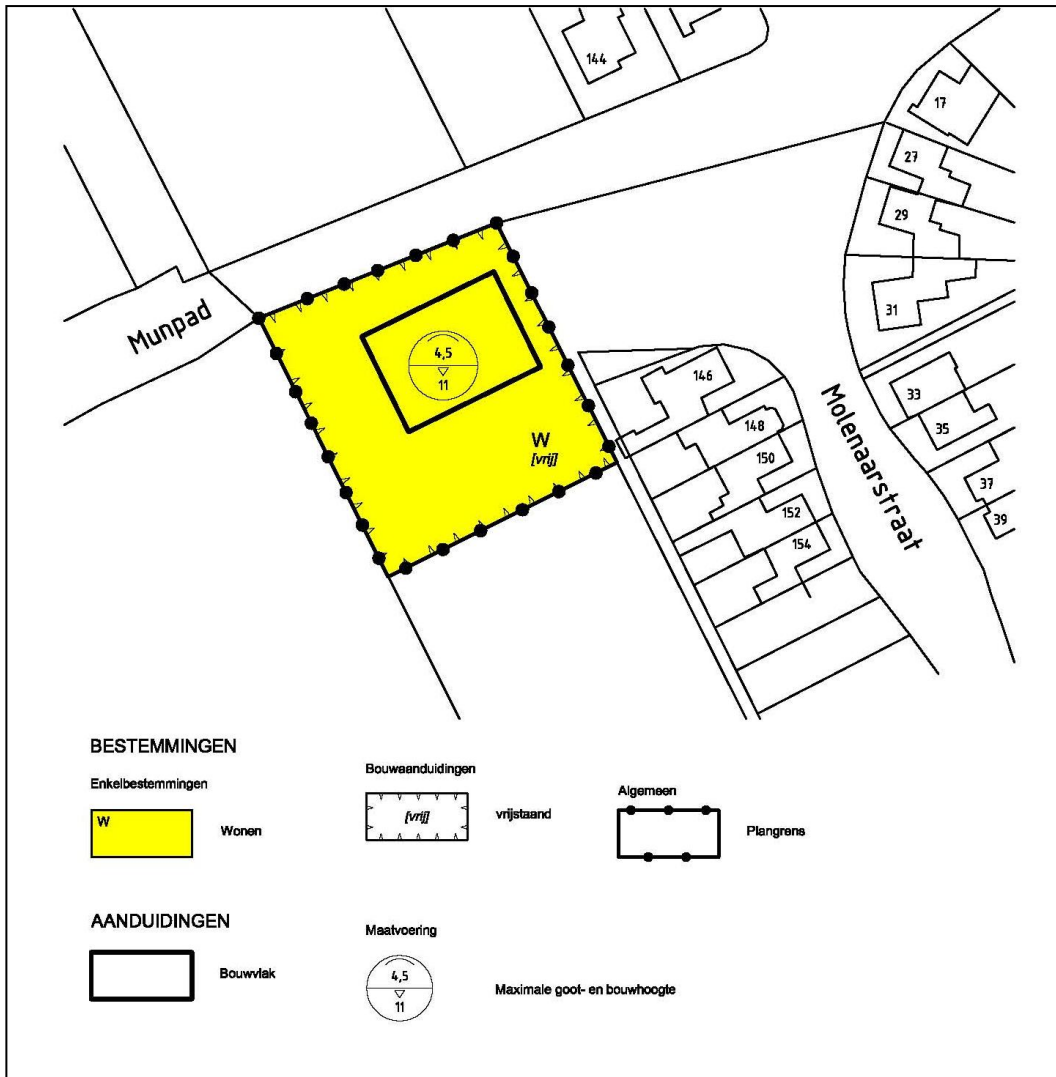 144
17
27
29
Munpad
31
4,5
11
146
33
148
35
W
[vrij]
150
Molenaarstraat
37
152
39
154
BESTEMMINGEN
Enkelbestemmingen
Bouwaanduidingen
Algemeen
W
Wonen
[vrij]
vrijstaand
Plangrens
AANDUIDINGEN
Maatvoering
Bouwvlak
4,5
11
Maximale goot- en bouwhoogte